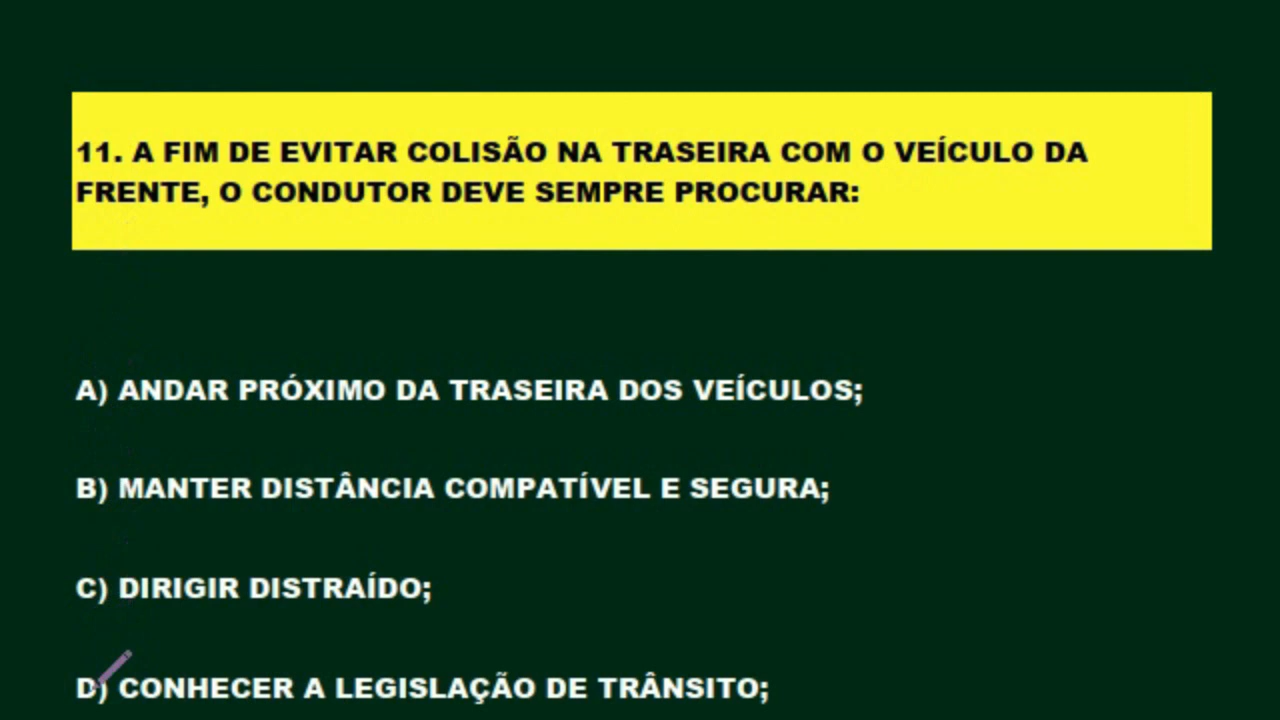 11. A FIM DE EVITAR COLISÃO NA TRASEIRA COM O VEÍCULO DA
FRENTE, O CONDUTOR DEVE SEMPRE PROCURAR:
A) ANDAR PRÓXIMO DA TRASEIRA DOS VEÍCULOS;
B) MANTER DISTÂNCIA COMPATÍVEL E SEGURA;
C) DIRIGIR DISTRAÍDO;
D) CONHECER A LEGISLAÇÃO DE TRÂNSITO;